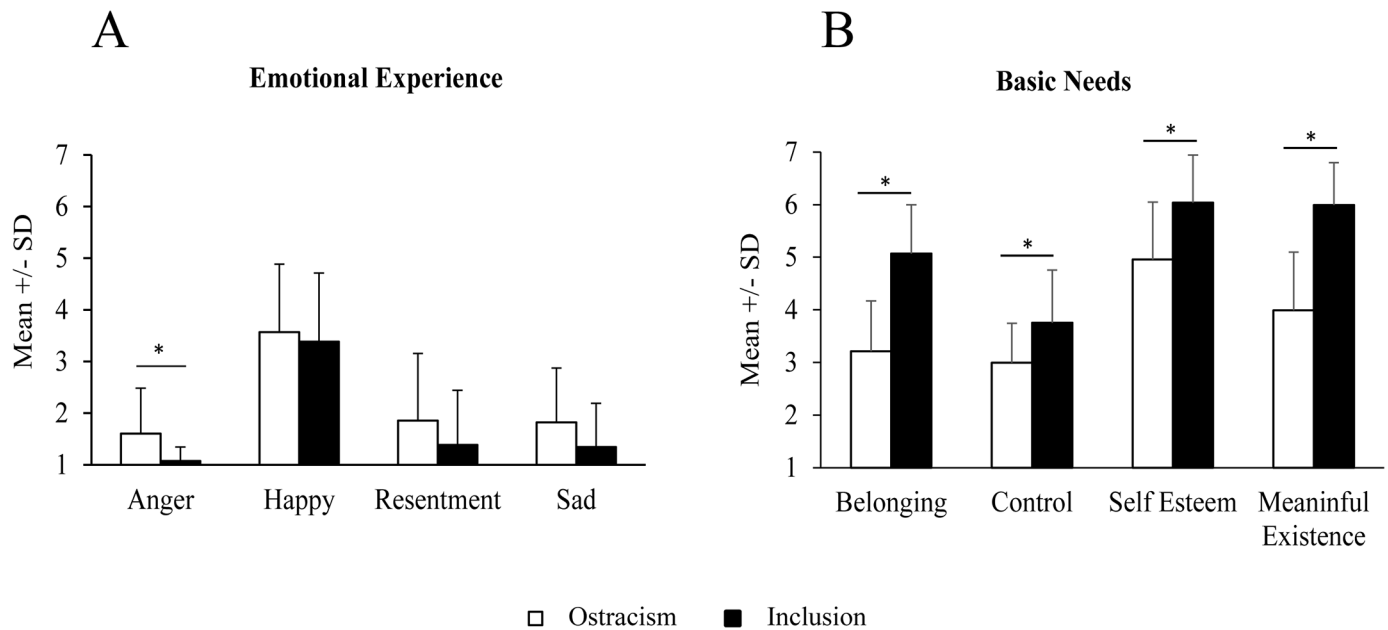 A
Emotional Experience
Mean +/- SD
7
6
5
4
3
2
1
*
Anger
Happy
Resentment
Sad
B
Basic Needs
Mean +/- SD
7
6
5
4
3
2
1
*
*
*
*
Belonging
Control
Self Esteem
Meaninful
Existence
Ostracism
Inclusion